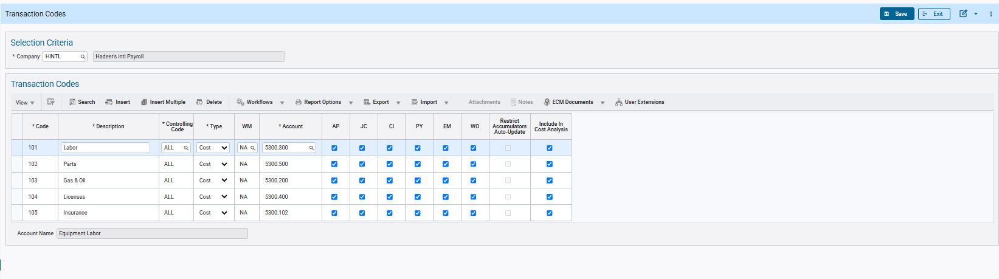 Transaction Codes
Save
Exit
Selection Criteria
* Company HINTL Hadeer's intl Payroll
Transaction Codes
View Search Insert Insert Multiple Delete Workflows Report Options Export Import Attachments Notes ECM Documents User Extensions
* Code * Description * Controlling Code * Type WM * Account AP JC CI PY EM WO Restrict Accumulators Auto-Update Include In Cost Analysis
101 Labor ALL Cost NA 5300.300
102 Parts ALL Cost NA 5300.500
103 Gas & Oil ALL Cost NA 5300.200
104 Licenses ALL Cost NA 5300.400
105 Insurance ALL Cost NA 5300.102
Account Name Equipment Labor